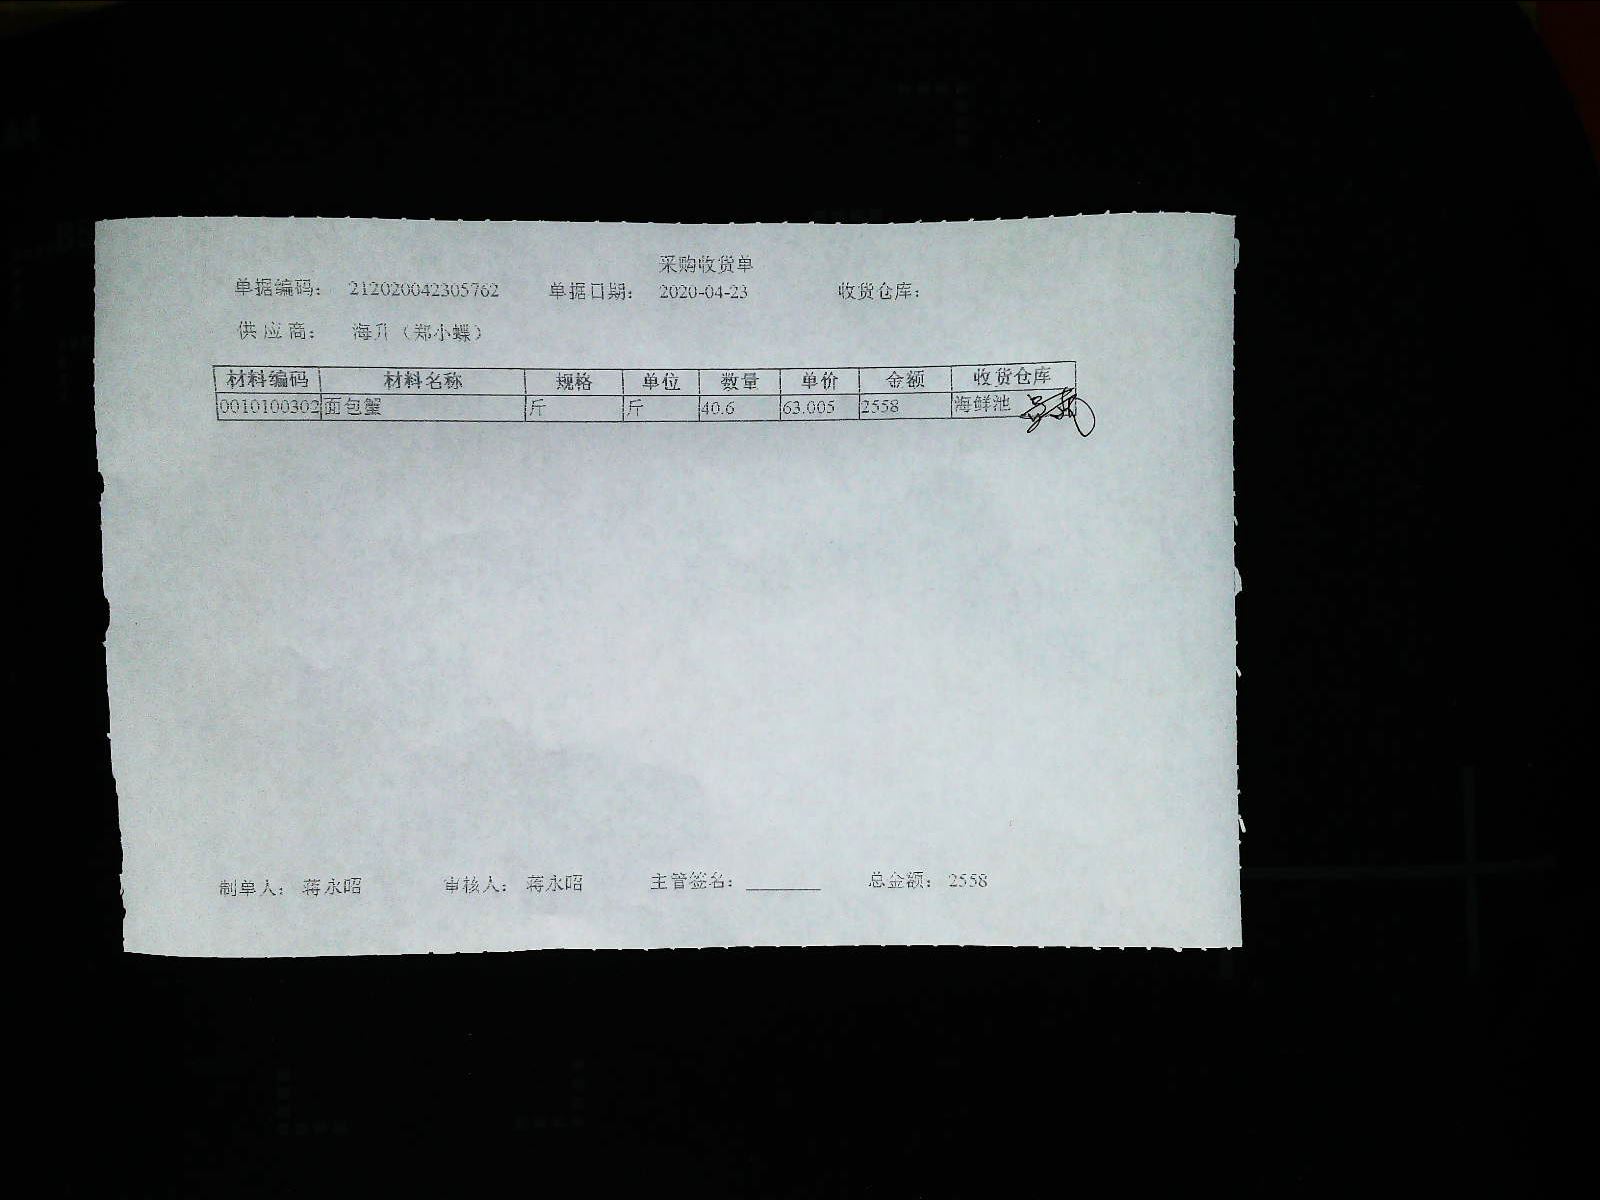 采购收货单
单据编码: 212020042305762 单据日期: 2020-04-23 收货仓库:
供应商: 海升（郑小蝶）
材料编码 材料名称 规格 单位 数量 单价 金额 收货仓库
0010100302 面包蟹 斤 斤 40.6 63.005 2558 海鲜池
制单人: 蒋永昭 审核人: 蒋永昭 主管签名: ________ 总金额: 2558